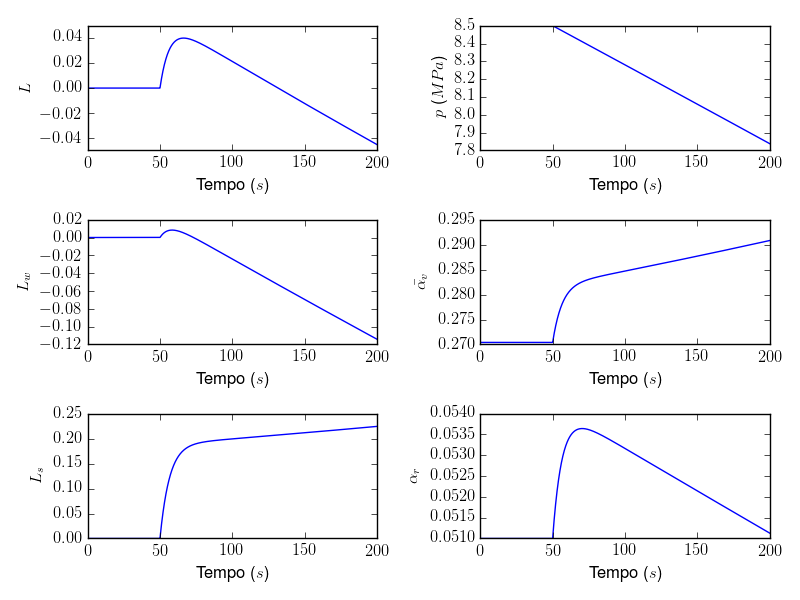 L
0.04
0.02
0.00
−0.02
−0.04
0 50 100 150 200
Tempo (s)
p (MPa)
8.5
8.4
8.3
8.2
8.1
8.0
7.9
7.8
0 50 100 150 200
Tempo (s)
L_w
0.02
0.00
−0.02
−0.04
−0.06
−0.08
−0.10
−0.12
0 50 100 150 200
Tempo (s)
ᾱ_v
0.295
0.290
0.285
0.280
0.275
0.270
0 50 100 150 200
Tempo (s)
L_s
0.25
0.20
0.15
0.10
0.05
0.00
0 50 100 150 200
Tempo (s)
α_r
0.0540
0.0535
0.0530
0.0525
0.0520
0.0515
0.0510
0 50 100 150 200
Tempo (s)